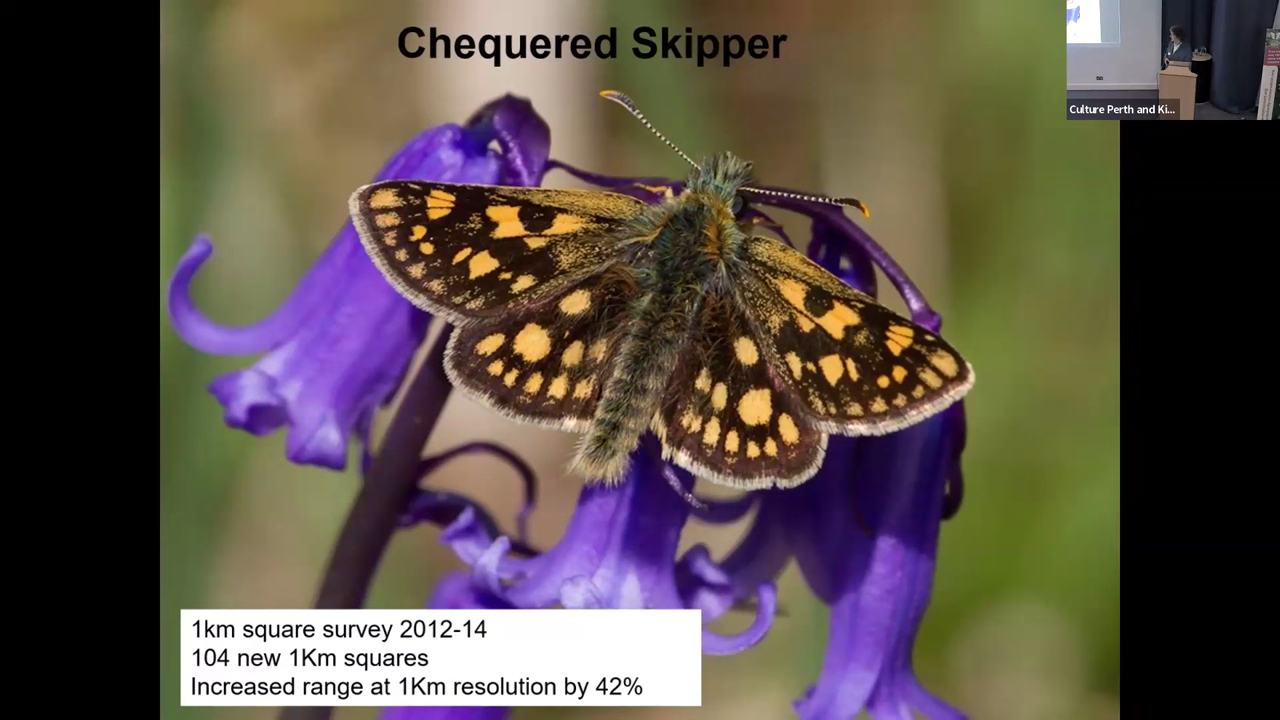 Chequered Skipper
Culture Perth and Ki...
1km square survey 2012-14
104 new 1Km squares
Increased range at 1Km resolution by 42%